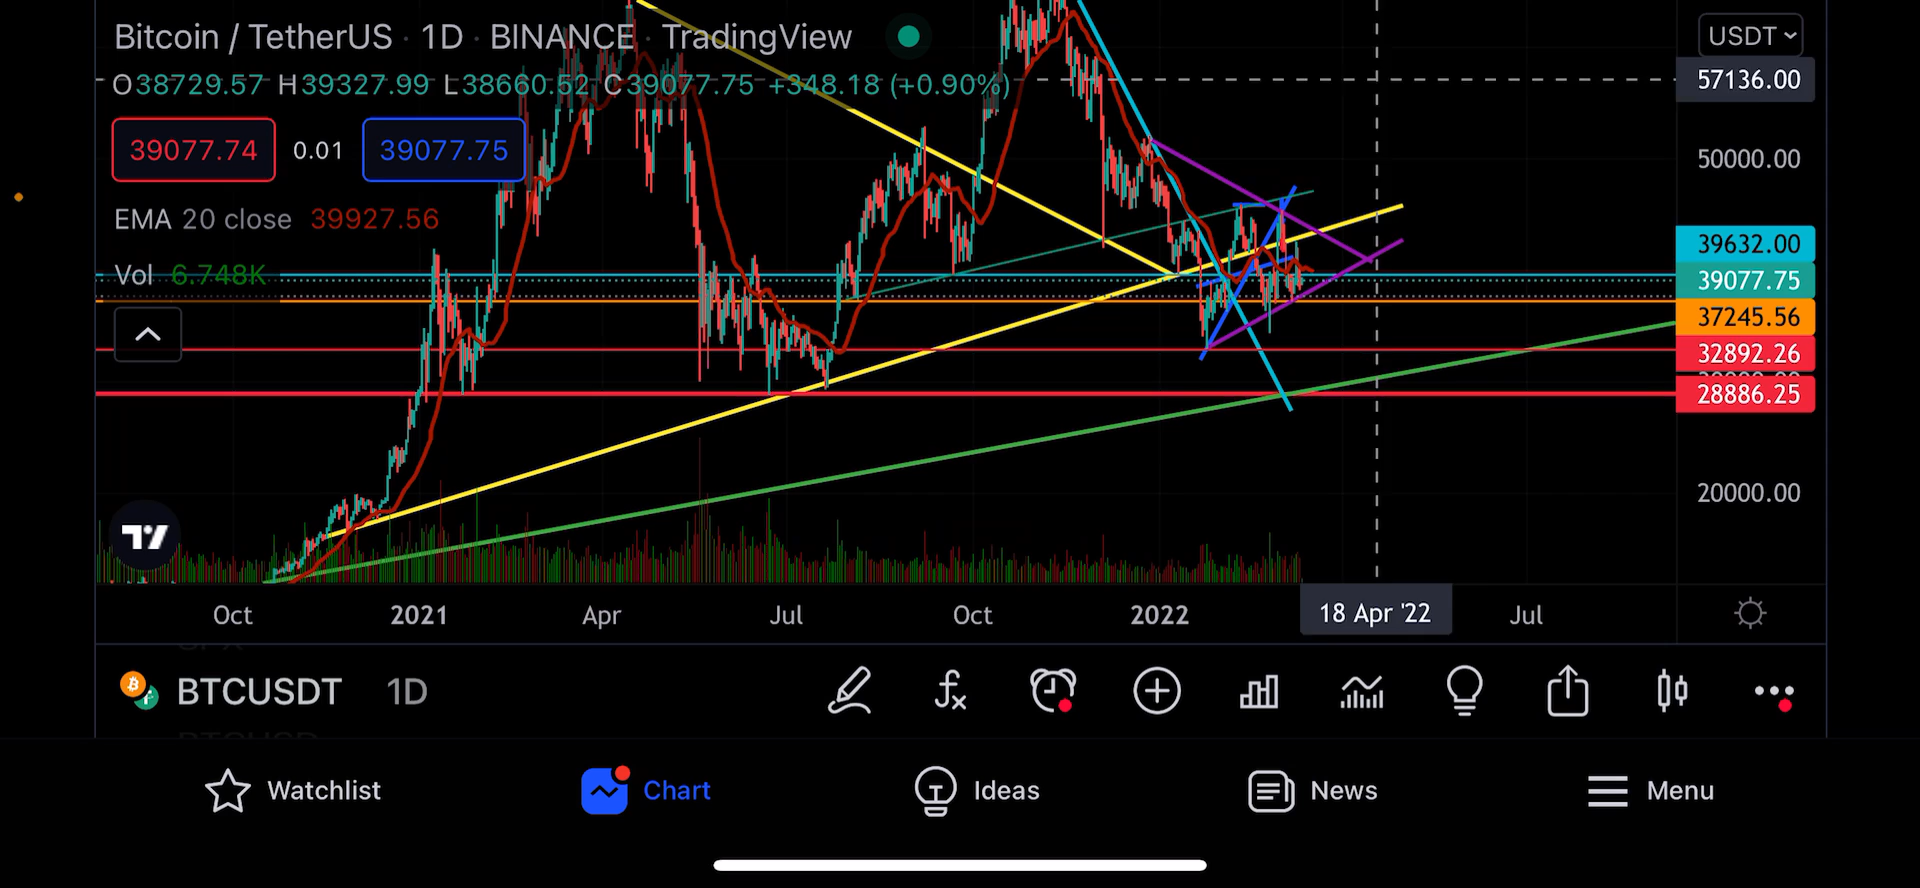 Bitcoin / TetherUS · 1D · BINANCE · TradingView
USDT
O38729.57 H39327.99 L38660.52 C39077.75 +348.18 (+0.90%)
57136.00
39077.74 0.01 39077.75
50000.00
EMA 20 close 39927.56
39632.00
Vol 6.748K
39077.75
37245.56
32892.26
28886.25
20000.00
Oct 2021 Apr Jul Oct 2022 18 Apr '22 Jul
BTCUSDT 1D
Watchlist Chart Ideas News Menu